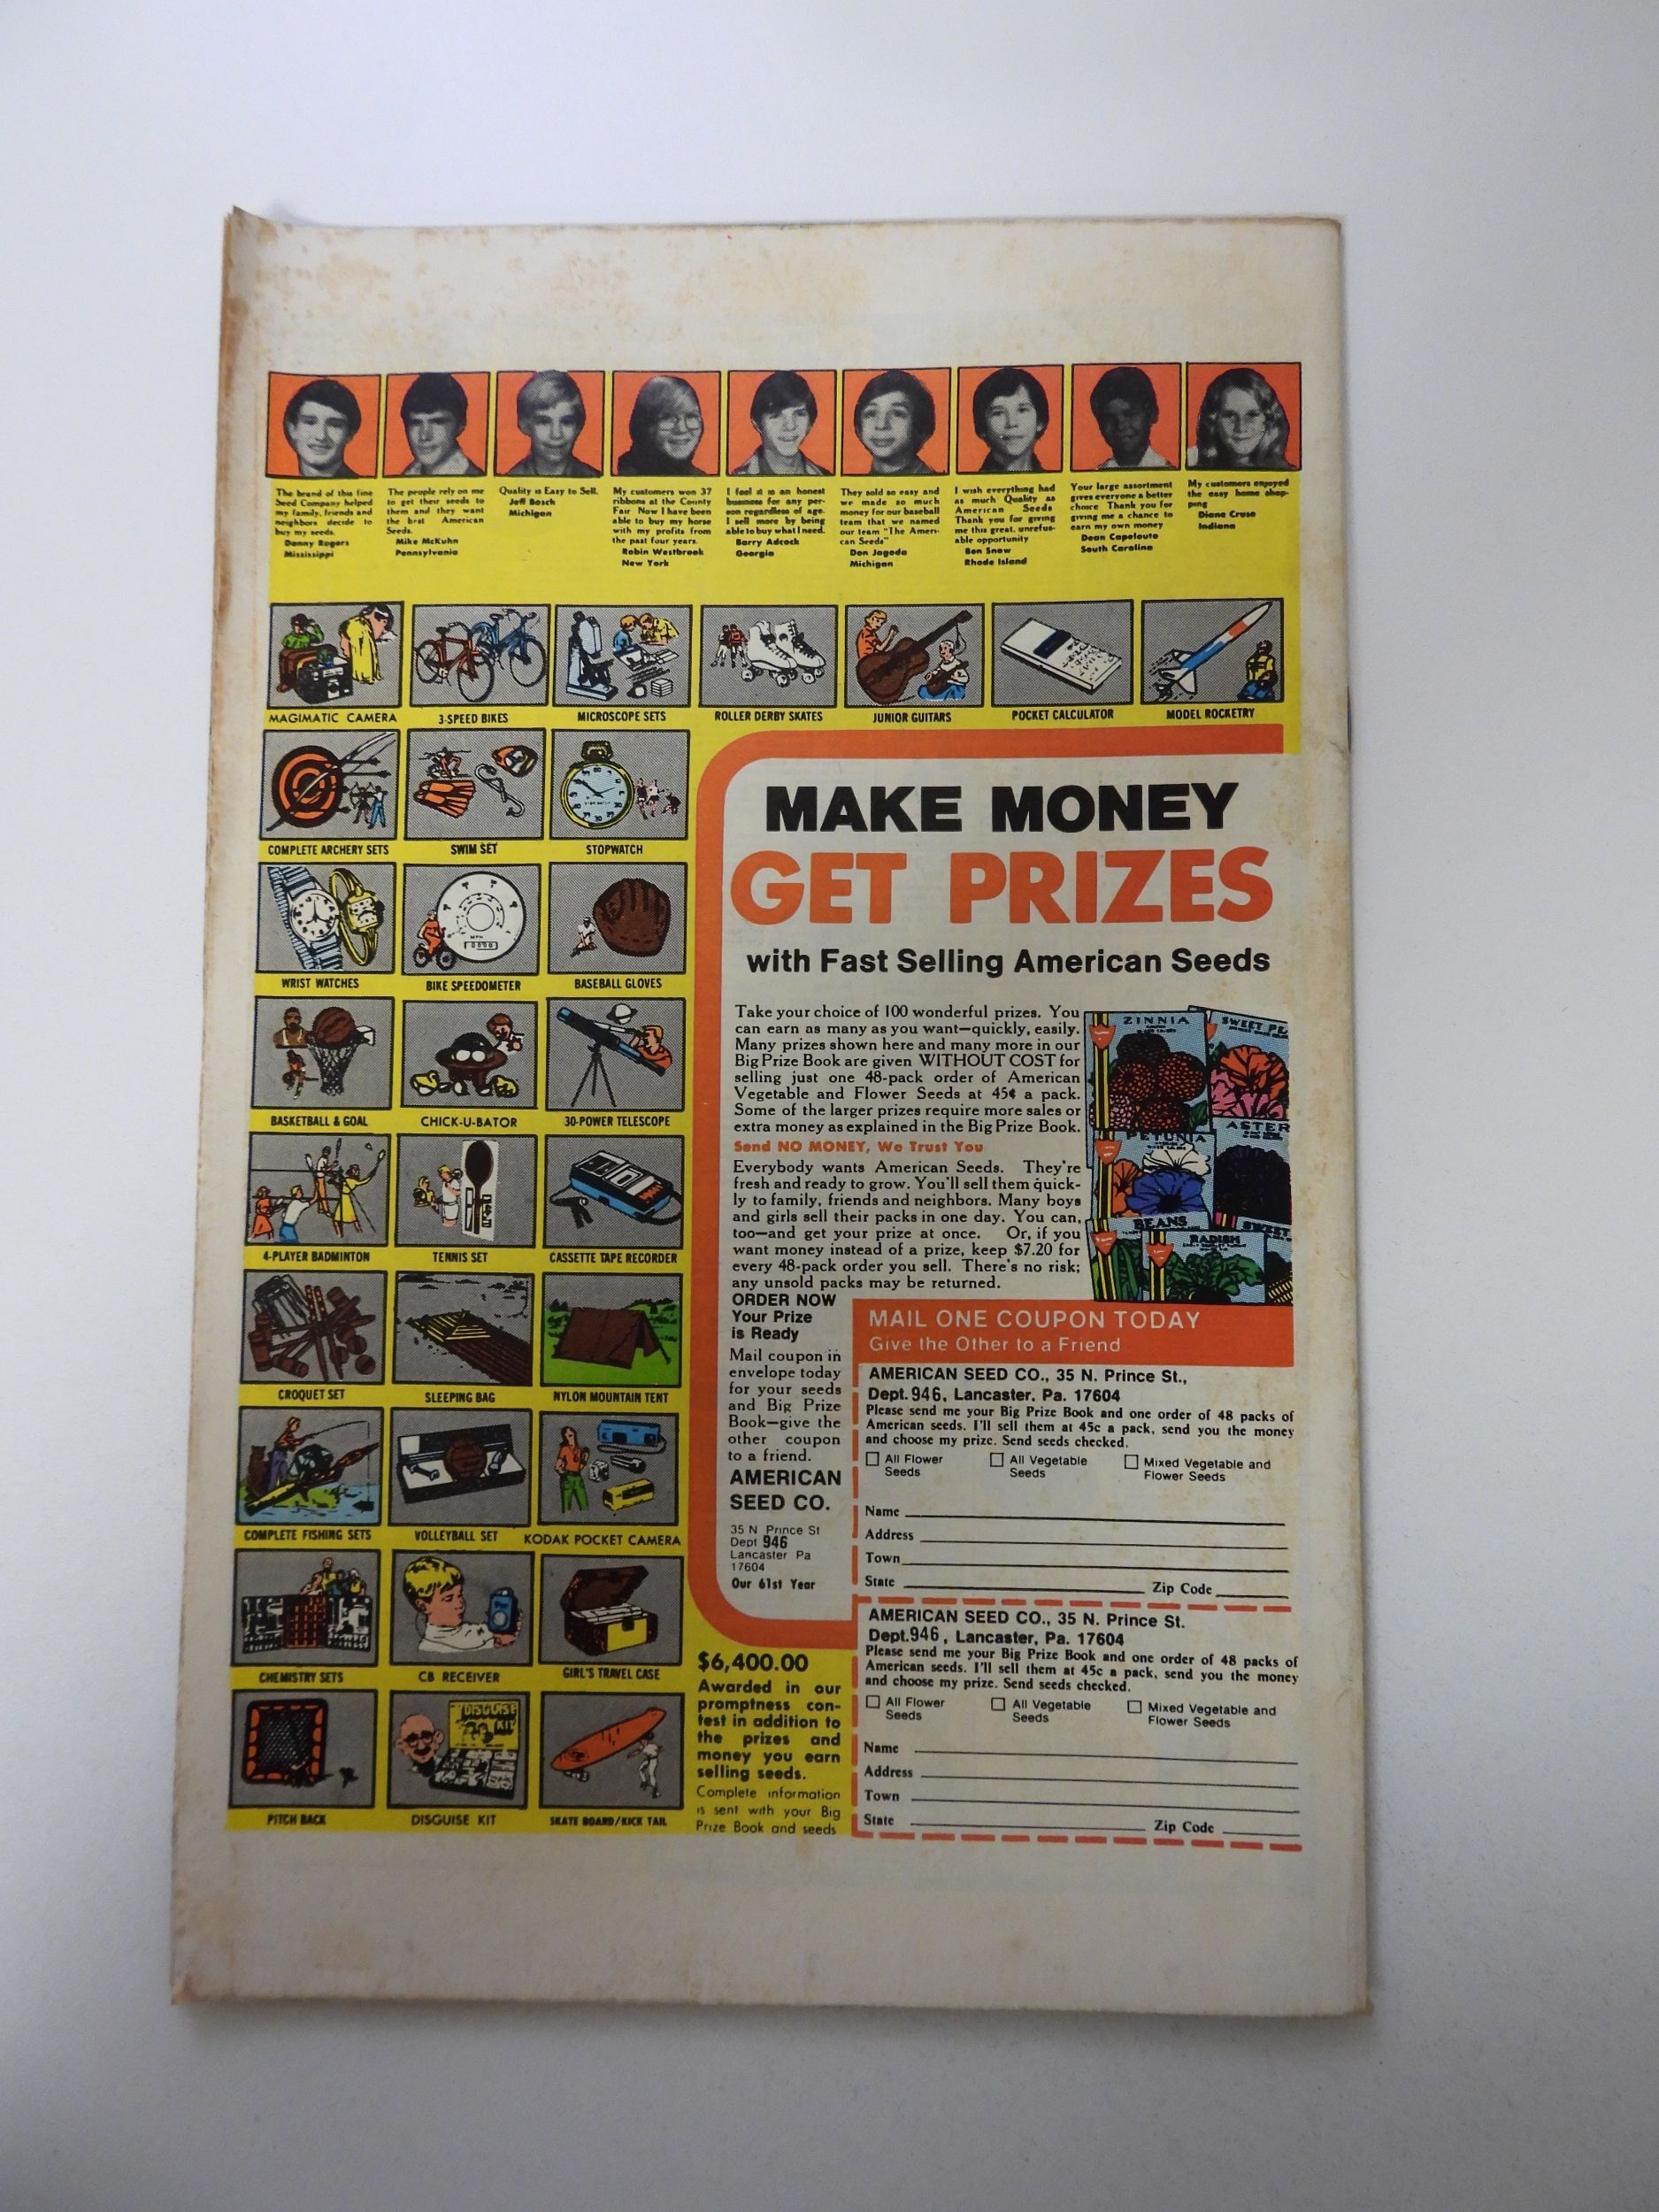 The brand of this fine
Seed Company helped
my family, friends and
neighbors decide to
buy my seeds.
Danny Rogers
Mississippi
The people rely on me
to get their seeds to
them and they want
the best American
Seeds.
Mike McKuhn
Pennsylvania
Quality is Easy to Sell.
Jeff Bosch
Michigan
My customers won 37
ribbons at the County
Fair Now I have been
able to buy my horse
with my profits from
the past four years.
Robin Westbrook
New York
I feel it is an honest
business for any per-
son regardless of age.
I sell more by being
able to buy what I need.
Barry Adcock
Georgia
They sold so easy and
we made so much
money for our baseball
team that we named
our team "The Ameri-
can Seeds"
Don Jagoda
Michigan
I wish everything had
as much Quality as
American Seeds
Thank you for giving
me this great, unrefus-
able opportunity
Ben Snow
Rhode Island
Your large assortment
gives everyone a better
choice Thank you for
giving me a chance to
earn my own money
Dean Capelouto
South Carolina
My customers enjoyed
the easy home shop-
ping
Diane Cruse
Indiana
MAGIMATIC CAMERA
3-SPEED BIKES
MICROSCOPE SETS
ROLLER DERBY SKATES
JUNIOR GUITARS
POCKET CALCULATOR
MODEL ROCKETRY
COMPLETE ARCHERY SETS
SWIM SET
STOPWATCH
WRIST WATCHES
BIKE SPEEDOMETER
BASEBALL GLOVES
BASKETBALL & GOAL
CHICK-U-BATOR
30-POWER TELESCOPE
4-PLAYER BADMINTON
TENNIS SET
CASSETTE TAPE RECORDER
CROQUET SET
SLEEPING BAG
NYLON MOUNTAIN TENT
COMPLETE FISHING SETS
VOLLEYBALL SET
KODAK POCKET CAMERA
CHEMISTRY SETS
CB RECEIVER
GIRL'S TRAVEL CASE
DISGUISE
KIT
PITCH BACK
DISGUISE KIT
SKATE BOARD/KICK TAIL
MAKE MONEY
GET PRIZES
with Fast Selling American Seeds
Take your choice of 100 wonderful prizes. You
can earn as many as you want—quickly, easily.
Many prizes shown here and many more in our
Big Prize Book are given WITHOUT COST for
selling just one 48-pack order of American
Vegetable and Flower Seeds at 45¢ a pack.
Some of the larger prizes require more sales or
extra money as explained in the Big Prize Book.
Send NO MONEY, We Trust You
Everybody wants American Seeds. They're
fresh and ready to grow. You'll sell them quick-
ly to family, friends and neighbors. Many boys
and girls sell their packs in one day. You can,
too—and get your prize at once. Or, if you
want money instead of a prize, keep $7.20 for
every 48-pack order you sell. There's no risk;
any unsold packs may be returned.
ZINNIA
SWEET PE
PETUNIA
ASTER
BEANS
RADISH
SWEET
ORDER NOW
Your Prize
is Ready
Mail coupon in
envelope today
for your seeds
and Big Prize
Book—give the
other coupon
to a friend.
AMERICAN
SEED CO.
35 N Prince St
Dept 946
Lancaster Pa
17604
Our 61st Year
$6,400.00
Awarded in our
promptness con-
test in addition to
the prizes and
money you earn
selling seeds.
Complete information
is sent with your Big
Prize Book and seeds
MAIL ONE COUPON TODAY
Give the Other to a Friend
AMERICAN SEED CO., 35 N. Prince St.,
Dept. 946, Lancaster, Pa. 17604
Please send me your Big Prize Book and one order of 48 packs of
American seeds. I'll sell them at 45c a pack, send you the money
and choose my prize. Send seeds checked.
All Flower
Seeds
All Vegetable
Seeds
Mixed Vegetable and
Flower Seeds
Name
Address
Town
State Zip Code
AMERICAN SEED CO., 35 N. Prince St.
Dept.946, Lancaster, Pa. 17604
Please send me your Big Prize Book and one order of 48 packs of
American seeds. I'll sell them at 45c a pack, send you the money
and choose my prize. Send seeds checked.
All Flower
Seeds
All Vegetable
Seeds
Mixed Vegetable and
Flower Seeds
Name
Address
Town
State Zip Code